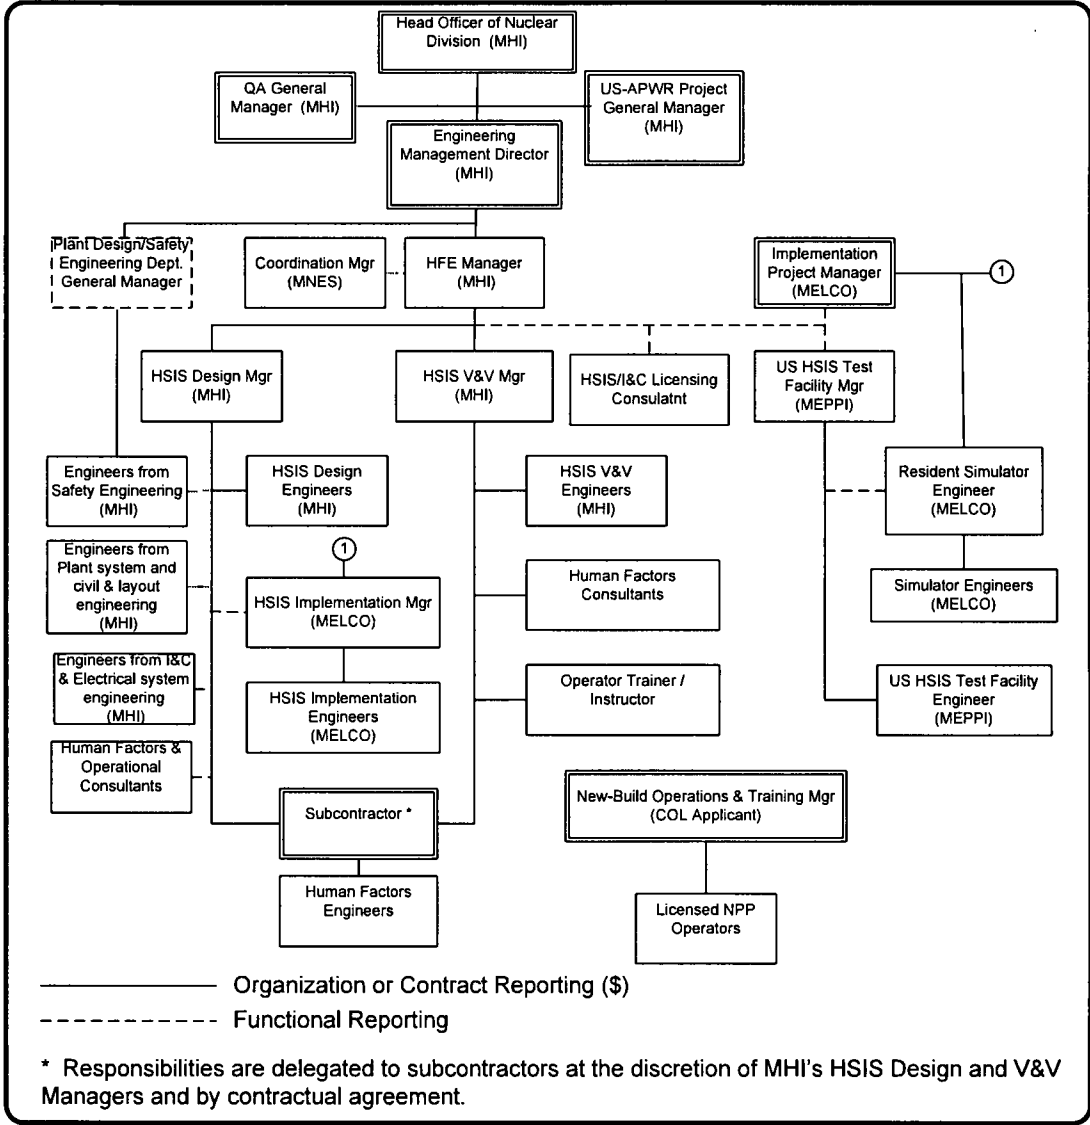 Head Officer of Nuclear
Division (MHI)
QA General
Manager (MHI)
US-APWR Project
General Manager
(MHI)
Engineering
Management Director
(MHI)
Plant Design/Safety
Engineering Dept.
General Manager
Coordination Mgr
(MNES)
HFE Manager
(MHI)
Implementation
Project Manager
(MELCO)
1
HSIS Design Mgr
(MHI)
HSIS V&V Mgr
(MHI)
HSIS/I&C Licensing
Consulatnt
US HSIS Test
Facility Mgr
(MEPPI)
Engineers from
Safety Engineering
(MHI)
HSIS Design
Engineers
(MHI)
HSIS V&V
Engineers
(MHI)
Resident Simulator
Engineer
(MELCO)
Engineers from
Plant system and
civil & layout
engineering
(MHI)
1
HSIS Implementation Mgr
(MELCO)
Human Factors
Consultants
Simulator Engineers
(MELCO)
Engineers from I&C
& Electrical system
engineering
(MHI)
HSIS Implementation
Engineers
(MELCO)
Operator Trainer /
Instructor
US HSIS Test Facility
Engineer
(MEPPI)
Human Factors &
Operational
Consultants
Subcontractor *
New-Build Operations & Training Mgr
(COL Applicant)
Human Factors
Engineers
Licensed NPP
Operators
Organization or Contract Reporting ($)
Functional Reporting
* Responsibilities are delegated to subcontractors at the discretion of MHI's HSIS Design and V&V
Managers and by contractual agreement.